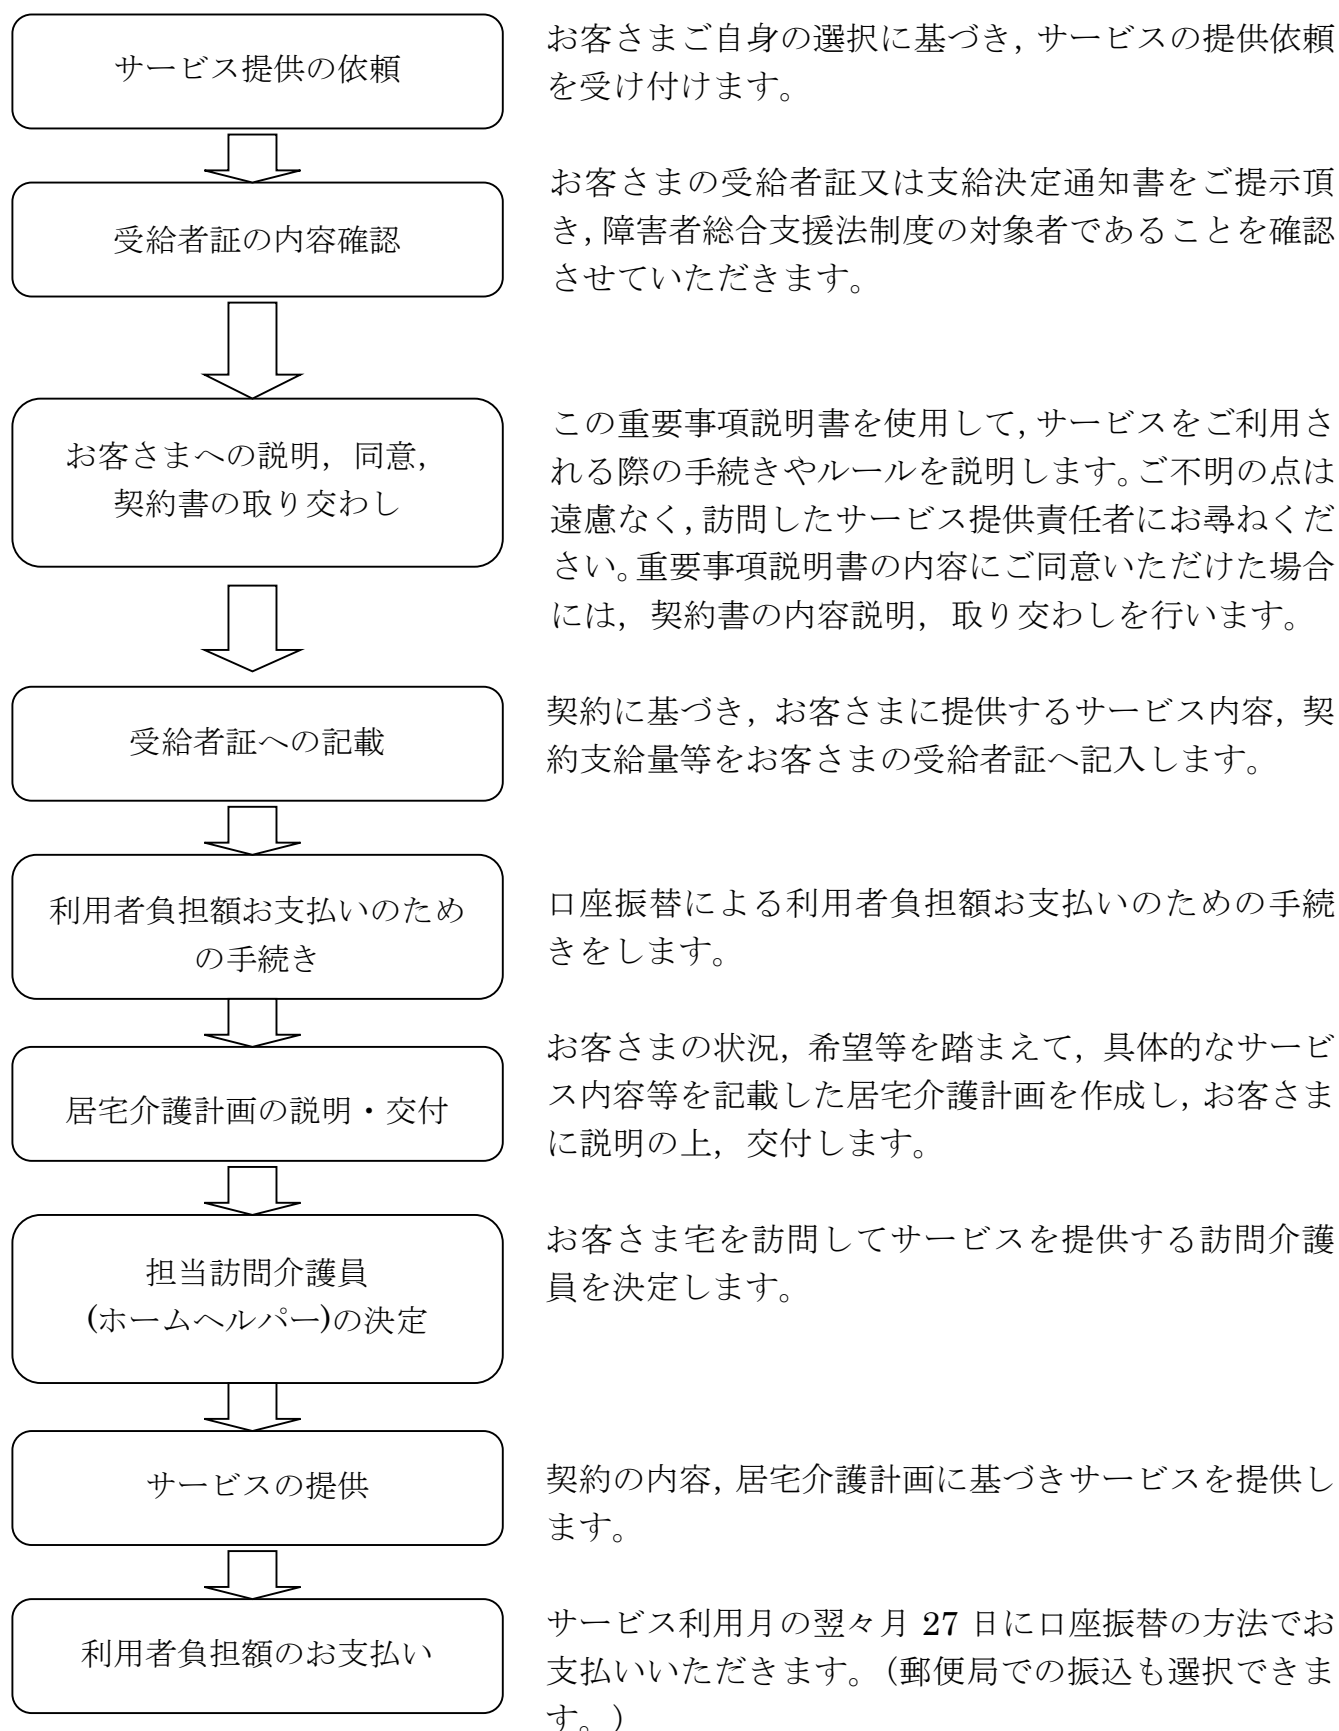 サービス提供の依頼
お客さまご自身の選択に基づき，サービスの提供依頼
を受け付けます。
受給者証の内容確認
お客さまの受給者証又は支給決定通知書をご提示頂
き，障害者総合支援法制度の対象者であることを確認
させていただきます。
お客さまへの説明，同意，
契約書の取り交わし
この重要事項説明書を使用して，サービスをご利用さ
れる際の手続きやルールを説明します。ご不明の点は
遠慮なく，訪問したサービス提供責任者にお尋ねくだ
さい。重要事項説明書の内容にご同意いただけた場合
には，契約書の内容説明，取り交わしを行います。
受給者証への記載
契約に基づき，お客さまに提供するサービス内容，契
約支給量等をお客さまの受給者証へ記入します。
利用者負担額お支払いのため
の手続き
口座振替による利用者負担額お支払いのための手続
きをします。
居宅介護計画の説明・交付
お客さまの状況，希望等を踏まえて，具体的なサービ
ス内容等を記載した居宅介護計画を作成し，お客さま
に説明の上，交付します。
担当訪問介護員
(ホームヘルパー)の決定
お客さま宅を訪問してサービスを提供する訪問介護
員を決定します。
サービスの提供
契約の内容，居宅介護計画に基づきサービスを提供し
ます。
利用者負担額のお支払い
サービス利用月の翌々月 27 日に口座振替の方法でお
支払いいただきます。（郵便局での振込も選択できま
す。）